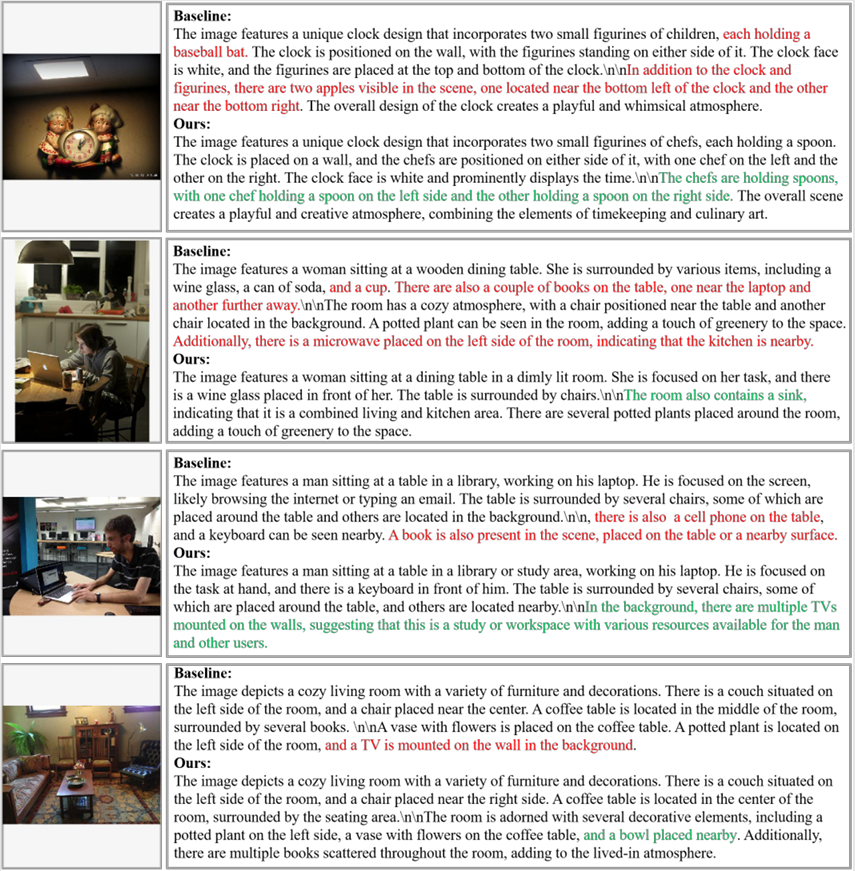 Baseline:
The image features a unique clock design that incorporates two small figurines of children, each holding a
baseball bat. The clock is positioned on the wall, with the figurines standing on either side of it. The clock face
is white, and the figurines are placed at the top and bottom of the clock.\n\nIn addition to the clock and
figurines, there are two apples visible in the scene, one located near the bottom left of the clock and the other
near the bottom right. The overall design of the clock creates a playful and whimsical atmosphere.
Ours:
The image features a unique clock design that incorporates two small figurines of chefs, each holding a spoon.
The clock is placed on a wall, and the chefs are positioned on either side of it, with one chef on the left and the
other on the right. The clock face is white and prominently displays the time.\n\nThe chefs are holding spoons,
with one chef holding a spoon on the left side and the other holding a spoon on the right side. The overall scene
creates a playful and creative atmosphere, combining the elements of timekeeping and culinary art.
Baseline:
The image features a woman sitting at a wooden dining table. She is surrounded by various items, including a
wine glass, a can of soda, and a cup. There are also a couple of books on the table, one near the laptop and
another further away.\n\nThe room has a cozy atmosphere, with a chair positioned near the table and another
chair located in the background. A potted plant can be seen in the room, adding a touch of greenery to the space.
Additionally, there is a microwave placed on the left side of the room, indicating that the kitchen is nearby.
Ours:
The image features a woman sitting at a dining table in a dimly lit room. She is focused on her task, and there
is a wine glass placed in front of her. The table is surrounded by chairs.\n\nThe room also contains a sink,
indicating that it is a combined living and kitchen area. There are several potted plants placed around the room,
adding a touch of greenery to the space.
Baseline:
The image features a man sitting at a table in a library, working on his laptop. He is focused on the screen,
likely browsing the internet or typing an email. The table is surrounded by several chairs, some of which are
placed around the table and others are located in the background.\n\n, there is also a cell phone on the table,
and a keyboard can be seen nearby. A book is also present in the scene, placed on the table or a nearby surface.
Ours:
The image features a man sitting at a table in a library or study area, working on his laptop. He is focused on
the task at hand, and there is a keyboard in front of him. The table is surrounded by several chairs, some of
which are placed around the table, and others are located nearby.\n\nIn the background, there are multiple TVs
mounted on the walls, suggesting that this is a study or workspace with various resources available for the man
and other users.
Baseline:
The image depicts a cozy living room with a variety of furniture and decorations. There is a couch situated on
the left side of the room, and a chair placed near the center. A coffee table is located in the middle of the room,
surrounded by several books. \n\nA vase with flowers is placed on the coffee table. A potted plant is located on
the left side of the room, and a TV is mounted on the wall in the background.
Ours:
The image depicts a cozy living room with a variety of furniture and decorations. There is a couch situated on
the left side of the room, and a chair placed near the right side. A coffee table is located in the center of the
room, surrounded by the seating area.\n\nThe room is adorned with several decorative elements, including a
potted plant on the left side, a vase with flowers on the coffee table, and a bowl placed nearby. Additionally,
there are multiple books scattered throughout the room, adding to the lived-in atmosphere.